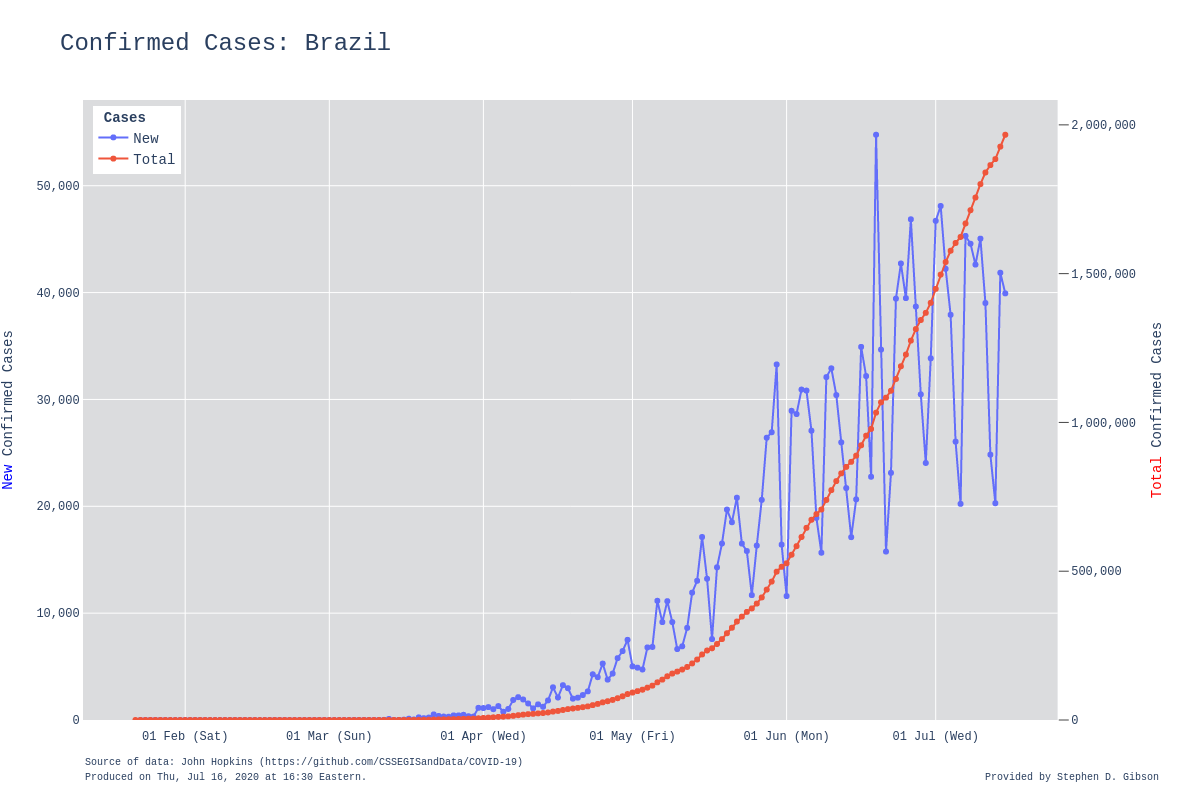 Confirmed Cases: Brazil
Cases
New
Total
50,000
40,000
30,000
20,000
10,000
0
New Confirmed Cases
2,000,000
1,500,000
1,000,000
500,000
0
Total Confirmed Cases
01 Feb (Sat)
01 Mar (Sun)
01 Apr (Wed)
01 May (Fri)
01 Jun (Mon)
01 Jul (Wed)
Source of data: John Hopkins (https://github.com/CSSEGISandData/COVID-19)
Produced on Thu, Jul 16, 2020 at 16:30 Eastern.
Provided by Stephen D. Gibson